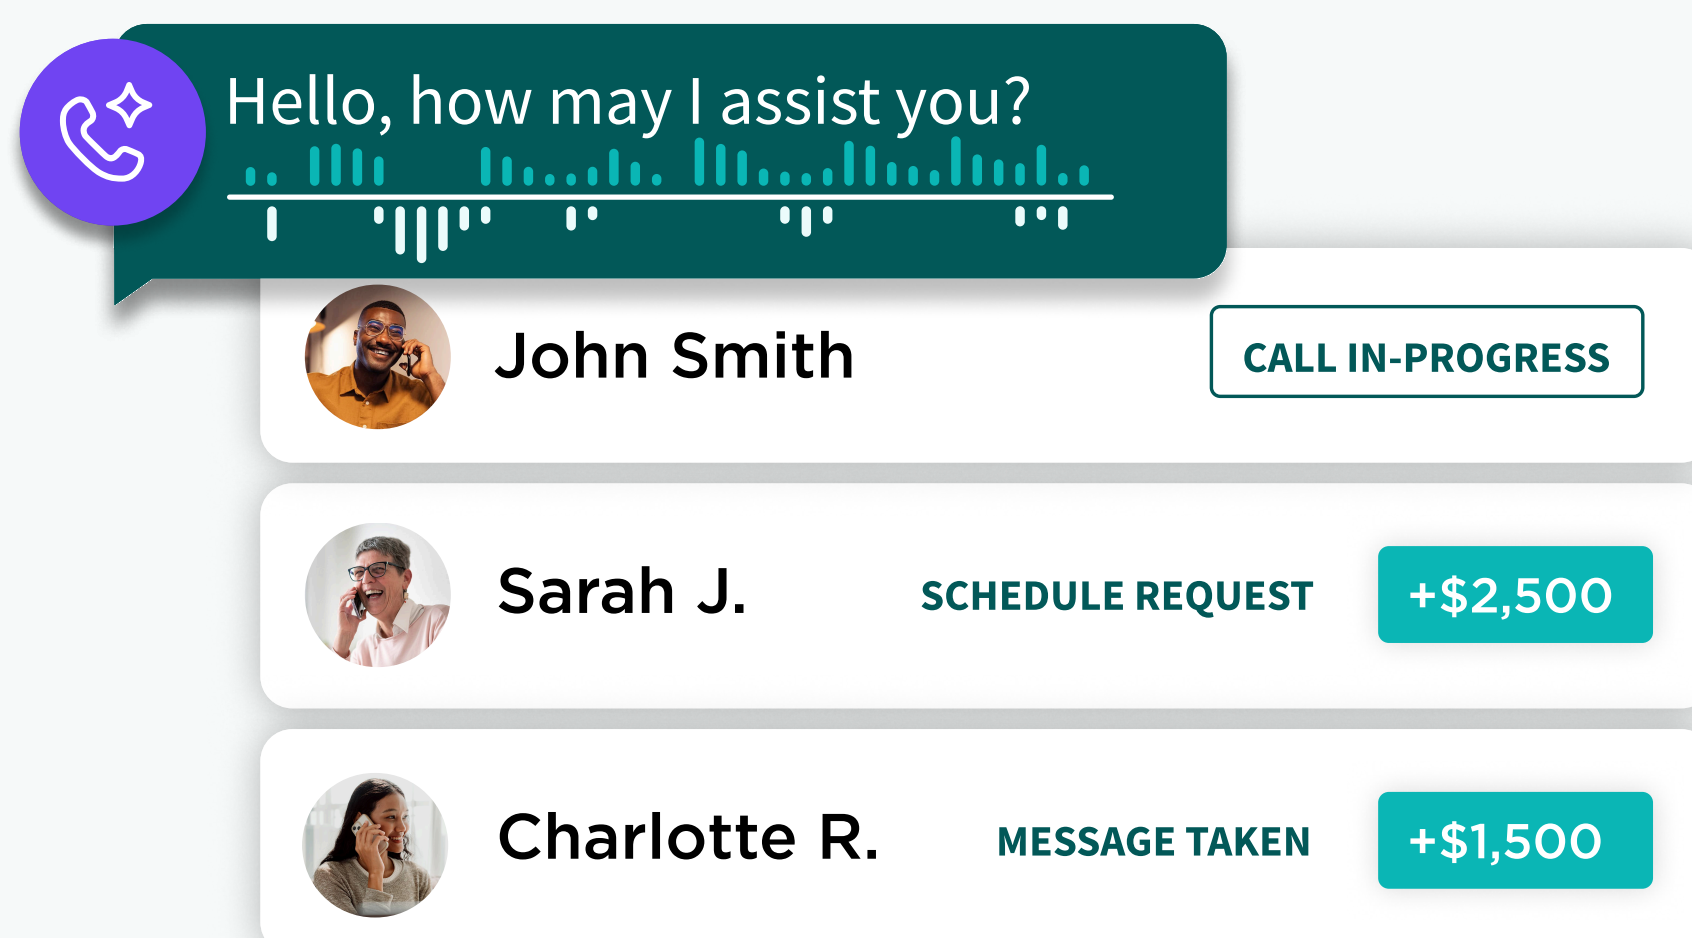 Hello, how may I assist you?
John Smith
CALL IN-PROGRESS
Sarah J.
SCHEDULE REQUEST
+$2,500
Charlotte R.
MESSAGE TAKEN
+$1,500